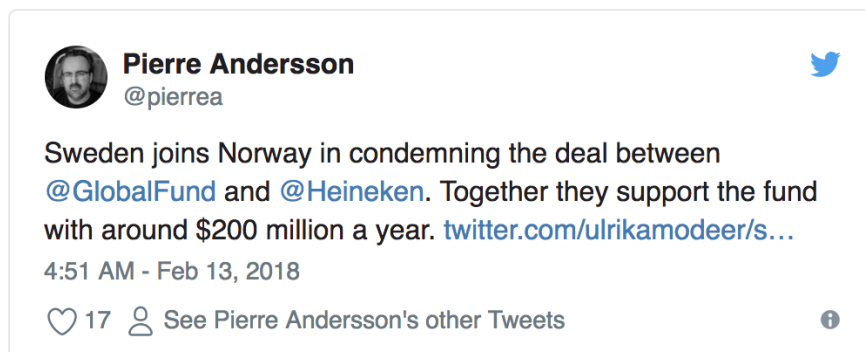 Pierre Andersson
@pierrea
Sweden joins Norway in condemning the deal between
@GlobalFund and @Heineken. Together they support the fund
with around $200 million a year. twitter.com/ulrikamodeer/s…
4:51 AM - Feb 13, 2018
17 See Pierre Andersson's other Tweets